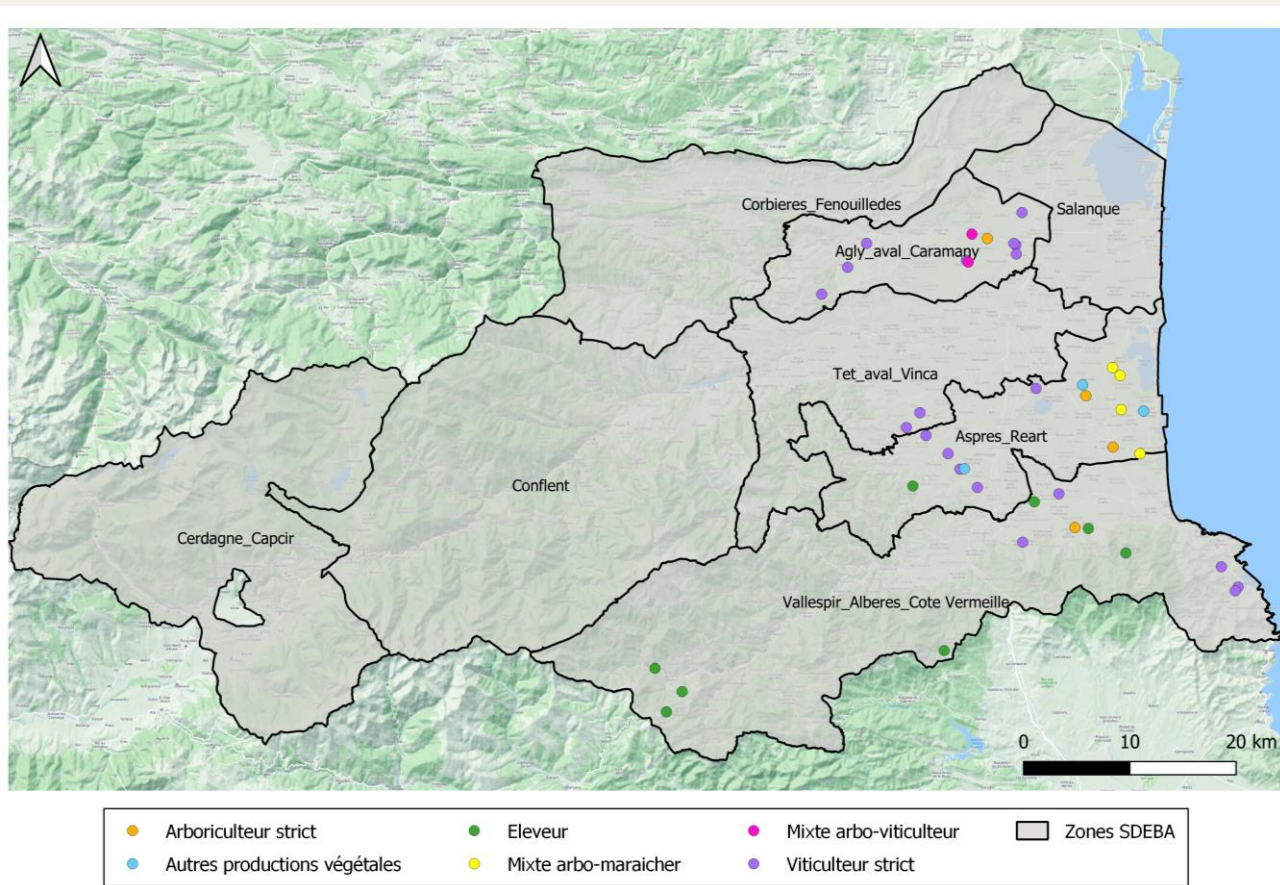 Corbieres_Fenouilledes
Salanque
Agly_aval_Caramany
Tet_aval_Vinca
Aspres_Reart
Conflent
Cerdagne_Capcir
Vallespir_Alberes_Cote Vermeille
0 10 20 km
Arboriculteur strict
Eleveur
Mixte arbo-viticulteur
Zones SDEBA
Autres productions végétales
Mixte arbo-maraicher
Viticulteur strict